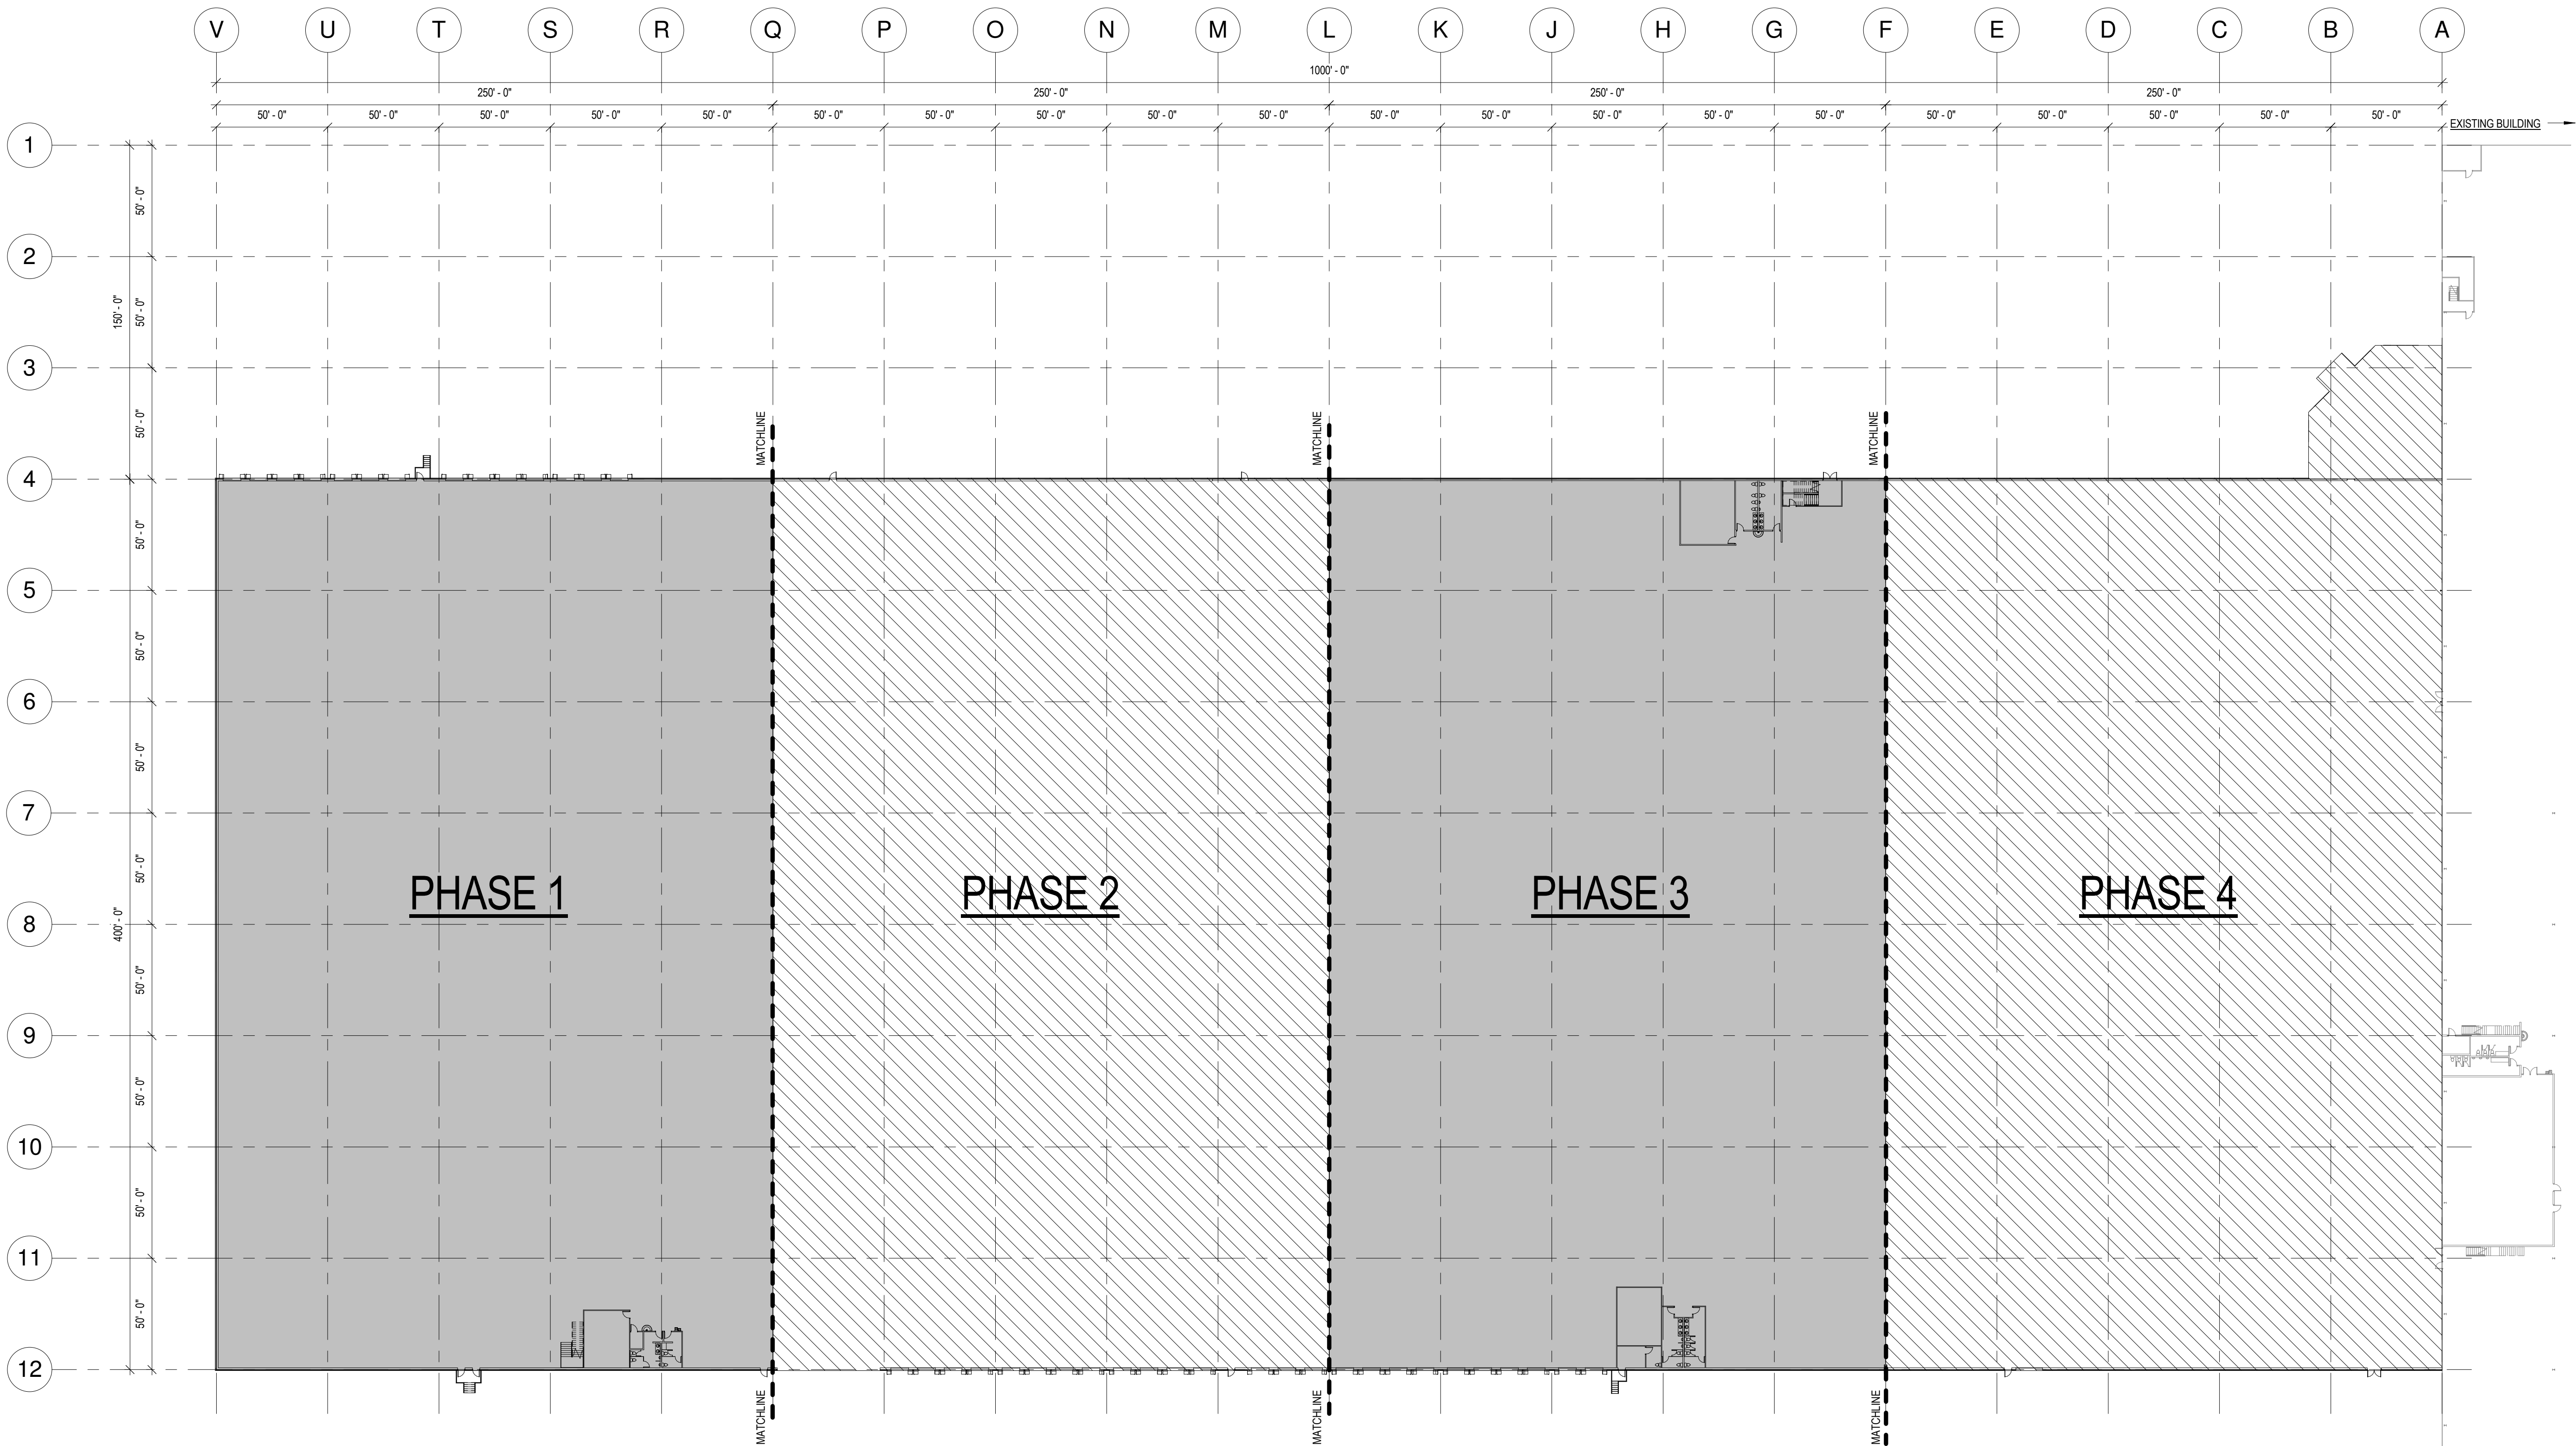 V U T S R Q P O N M L K J H G F E D C B A
1000' - 0"
250' - 0" 250' - 0" 250' - 0" 250' - 0"
50' - 0" 50' - 0" 50' - 0" 50' - 0" 50' - 0" 50' - 0" 50' - 0" 50' - 0" 50' - 0" 50' - 0" 50' - 0" 50' - 0" 50' - 0" 50' - 0" 50' - 0" 50' - 0" 50' - 0" 50' - 0" 50' - 0" 50' - 0"
EXISTING BUILDING
1
50' - 0"
2
150' - 0"
50' - 0"
3
50' - 0"
MATCHLINE MATCHLINE MATCHLINE
4
50' - 0"
5
50' - 0"
6
50' - 0"
7
50' - 0"
PHASE 1 PHASE 2 PHASE 3 PHASE 4
8
400' - 0"
50' - 0"
9
50' - 0"
10
50' - 0"
11
50' - 0"
12
MATCHLINE MATCHLINE MATCHLINE